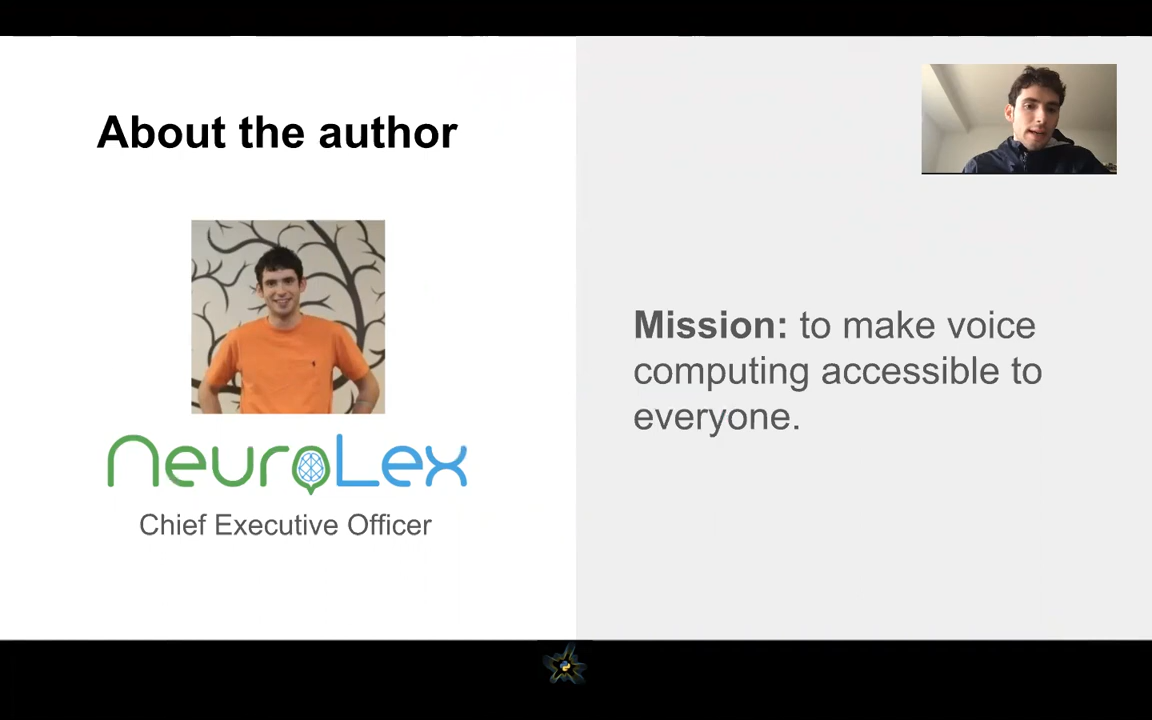 About the author
NeuroLex
Chief Executive Officer
Mission: to make voice
computing accessible to
everyone.